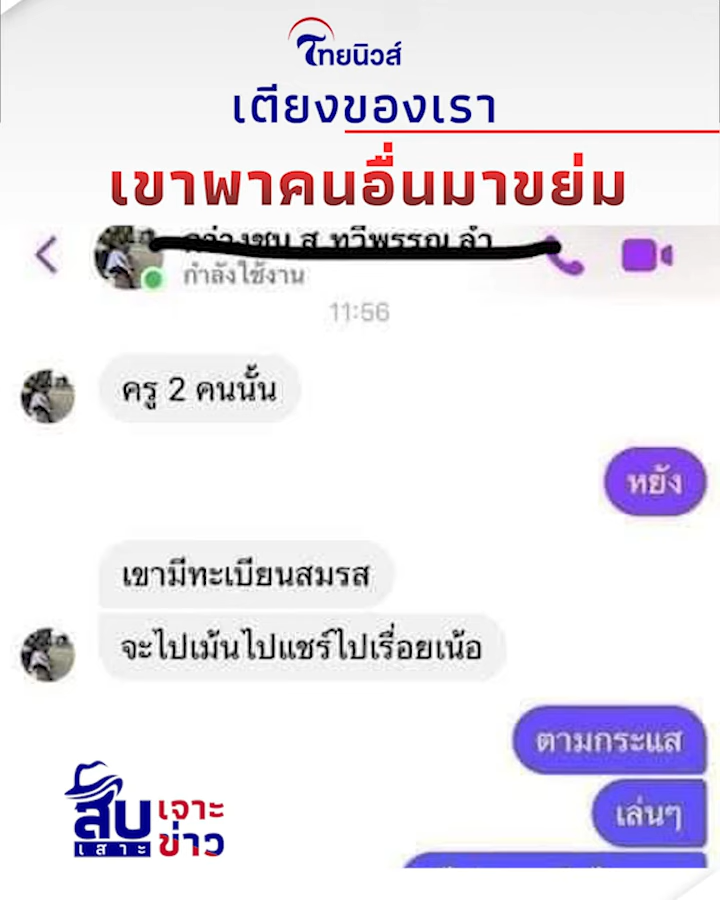 ไทยนิวส์
เตียงของเรา
เขาพาคนอื่นมาขย่ม
กำลังใช้งาน
11:56
ครู 2 คนนั้น
หยัง
เขามีทะเบียนสมรส
จะไปเม้นไปแชร์ไปเรื่อยเน้อ
ตามกระแส
เล่นๆ
สืบ เจาะ
เสาะ ข่าว